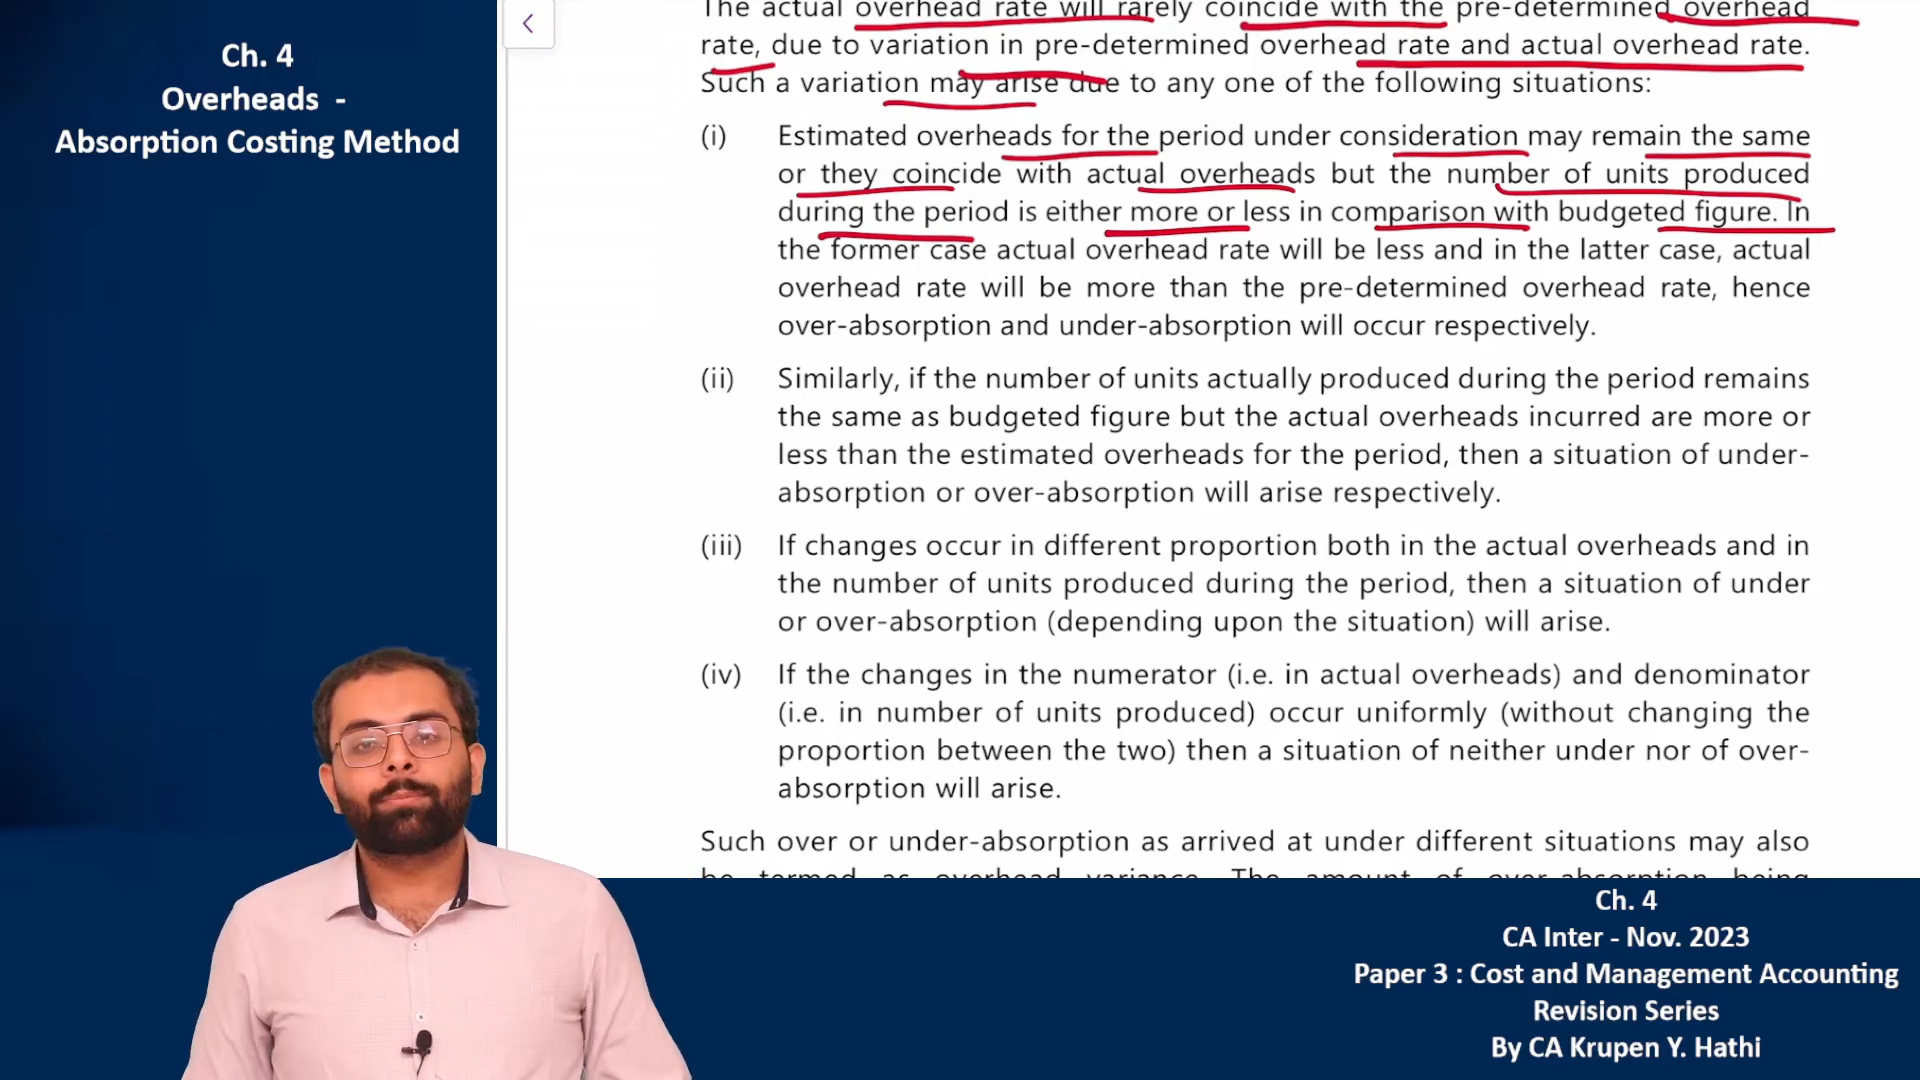 Ch. 4
Overheads -
Absorption Costing Method
The actual overhead rate will rarely coincide with the pre-determined overhead
rate, due to variation in pre-determined overhead rate and actual overhead rate.
Such a variation may arise due to any one of the following situations:
(i) Estimated overheads for the period under consideration may remain the same
or they coincide with actual overheads but the number of units produced
during the period is either more or less in comparison with budgeted figure. In
the former case actual overhead rate will be less and in the latter case, actual
overhead rate will be more than the pre-determined overhead rate, hence
over-absorption and under-absorption will occur respectively.
(ii) Similarly, if the number of units actually produced during the period remains
the same as budgeted figure but the actual overheads incurred are more or
less than the estimated overheads for the period, then a situation of under-
absorption or over-absorption will arise respectively.
(iii) If changes occur in different proportion both in the actual overheads and in
the number of units produced during the period, then a situation of under
or over-absorption (depending upon the situation) will arise.
(iv) If the changes in the numerator (i.e. in actual overheads) and denominator
(i.e. in number of units produced) occur uniformly (without changing the
proportion between the two) then a situation of neither under nor of over-
absorption will arise.
Such over or under-absorption as arrived at under different situations may also
be termed as overhead variance. The amount of over-absorption being
Ch. 4
CA Inter - Nov. 2023
Paper 3 : Cost and Management Accounting
Revision Series
By CA Krupen Y. Hathi